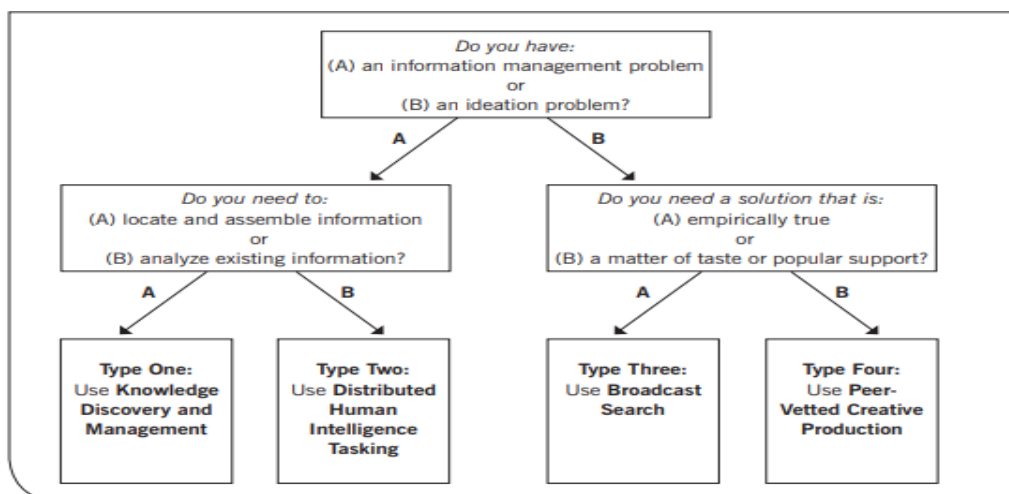 Do you have:
(A) an information management problem
or
(B) an ideation problem?
A
B
Do you need to:
(A) locate and assemble information
or
(B) analyze existing information?
Do you need a solution that is:
(A) empirically true
or
(B) a matter of taste or popular support?
A
B
A
B
Type One:
Use Knowledge
Discovery and
Management
Type Two:
Use Distributed
Human
Intelligence
Tasking
Type Three:
Use Broadcast
Search
Type Four:
Use Peer-
Vetted Creative
Production